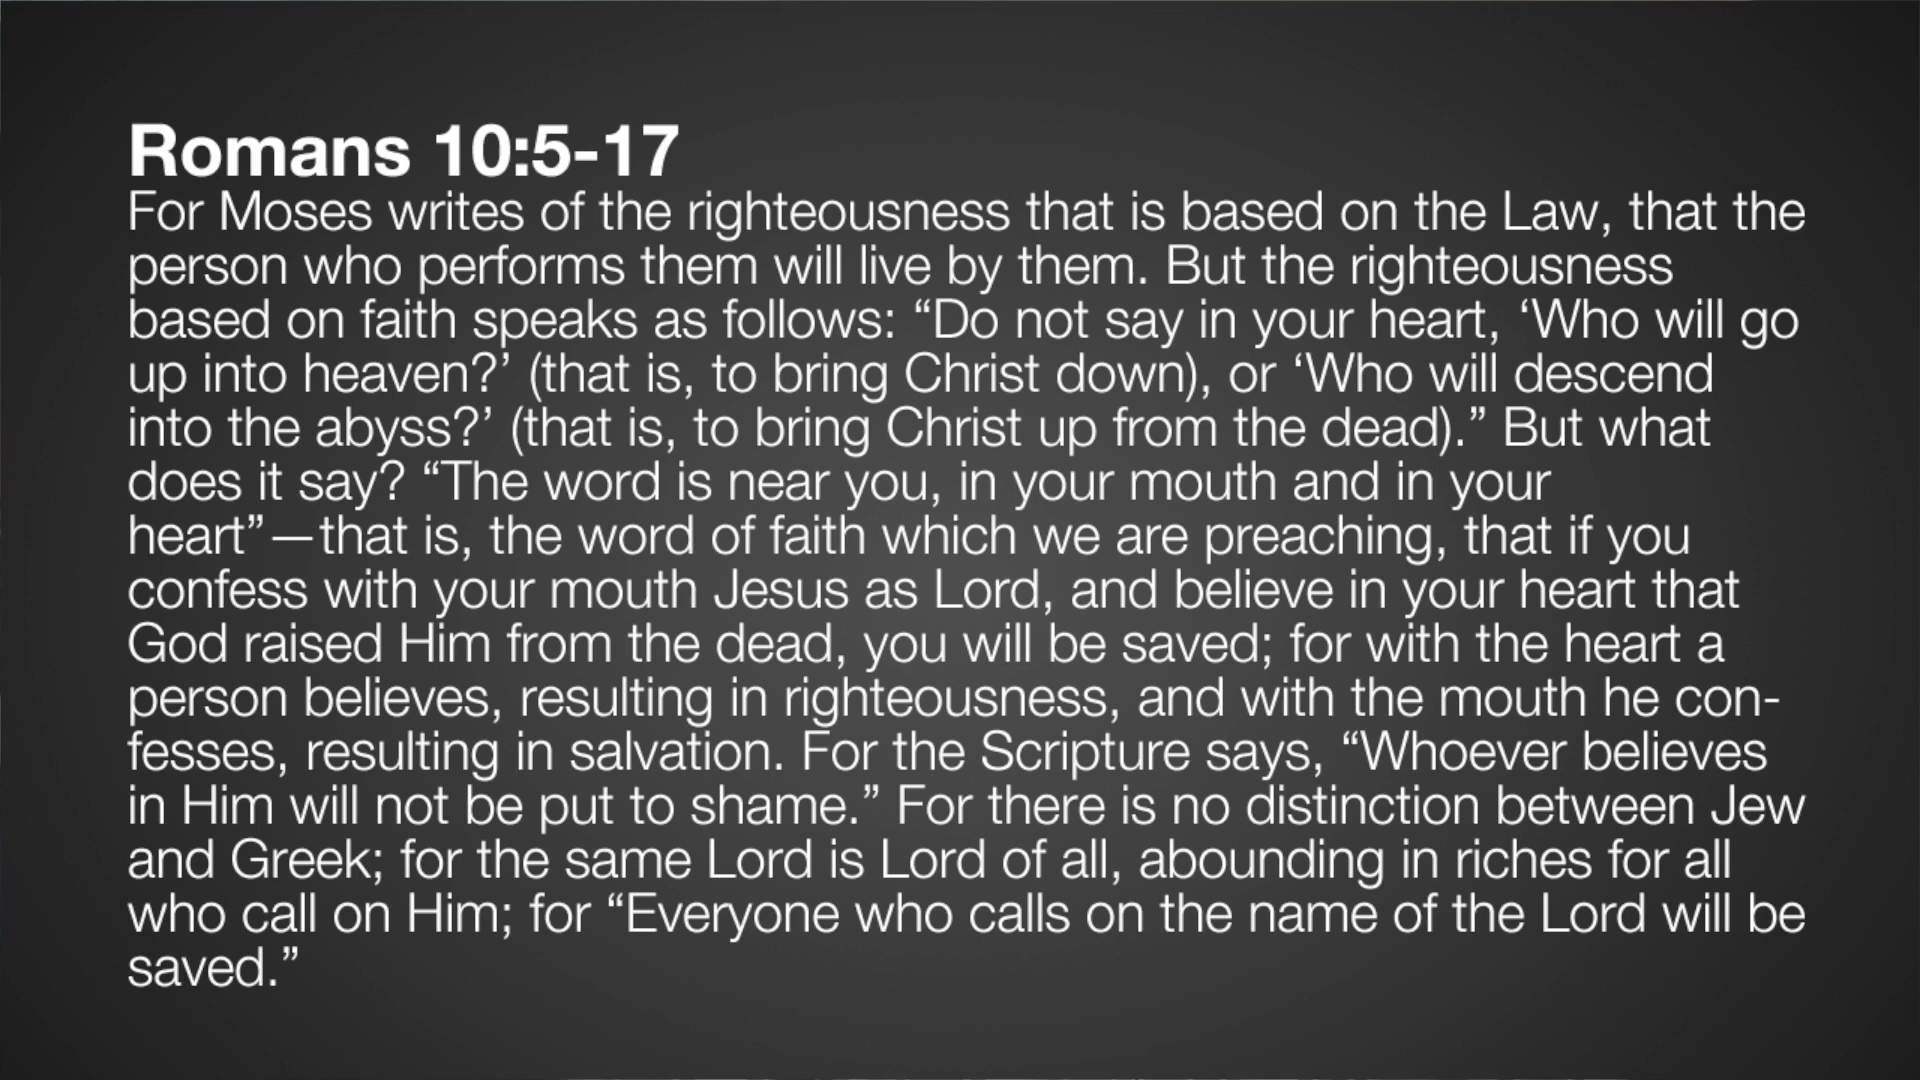 Romans 10:5-17
For Moses writes of the righteousness that is based on the Law, that the
person who performs them will live by them. But the righteousness
based on faith speaks as follows: “Do not say in your heart, ‘Who will go
up into heaven?’ (that is, to bring Christ down), or ‘Who will descend
into the abyss?’ (that is, to bring Christ up from the dead).” But what
does it say? “The word is near you, in your mouth and in your
heart”—that is, the word of faith which we are preaching, that if you
confess with your mouth Jesus as Lord, and believe in your heart that
God raised Him from the dead, you will be saved; for with the heart a
person believes, resulting in righteousness, and with the mouth he con-
fesses, resulting in salvation. For the Scripture says, “Whoever believes
in Him will not be put to shame.” For there is no distinction between Jew
and Greek; for the same Lord is Lord of all, abounding in riches for all
who call on Him; for “Everyone who calls on the name of the Lord will be
saved.”